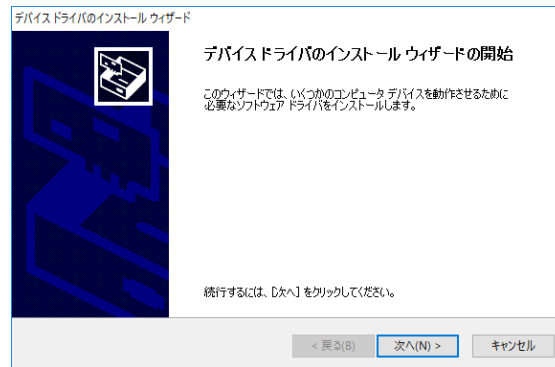 デバイス ドライバのインストール ウィザード
デバイス ドライバのインストール ウィザードの開始
このウィザードでは、いくつかのコンピュータ デバイスを動作させるために
必要なソフトウェア ドライバをインストールします。
続行するには、[次へ] をクリックしてください。
< 戻る(B)
次へ(N) >
キャンセル